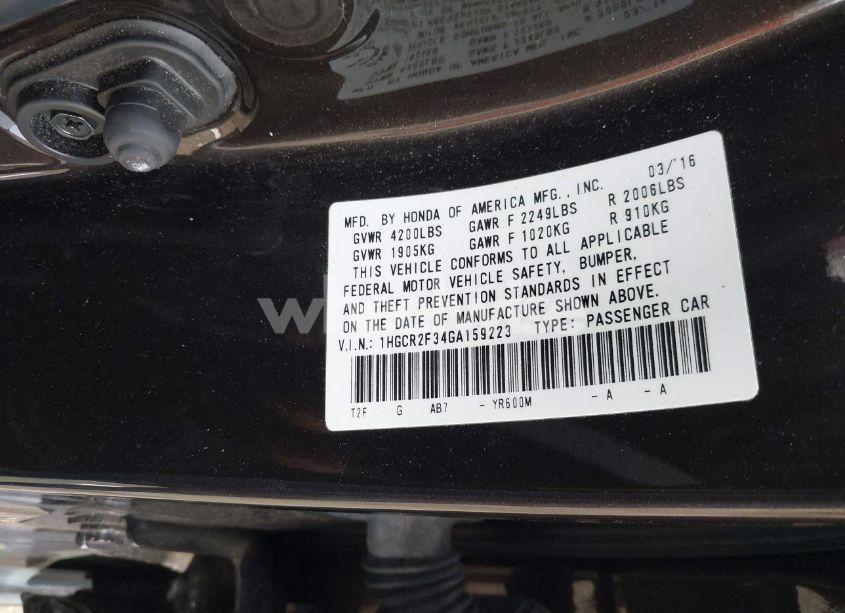 MFD. BY HONDA OF AMERICA MFG., INC. 03/'16
GVWR 4200LBS GAWR F 2249LBS R 2006LBS
GVWR 1905KG GAWR F 1020KG R 910KG
THIS VEHICLE CONFORMS TO ALL APPLICABLE
FEDERAL MOTOR VEHICLE SAFETY, BUMPER,
AND THEFT PREVENTION STANDARDS IN EFFECT
ON THE DATE OF MANUFACTURE SHOWN ABOVE.
V.I.N.: 1HGCR2F34GA159223 TYPE: PASSENGER CAR
T2F G AB7 - YR600M - A - A